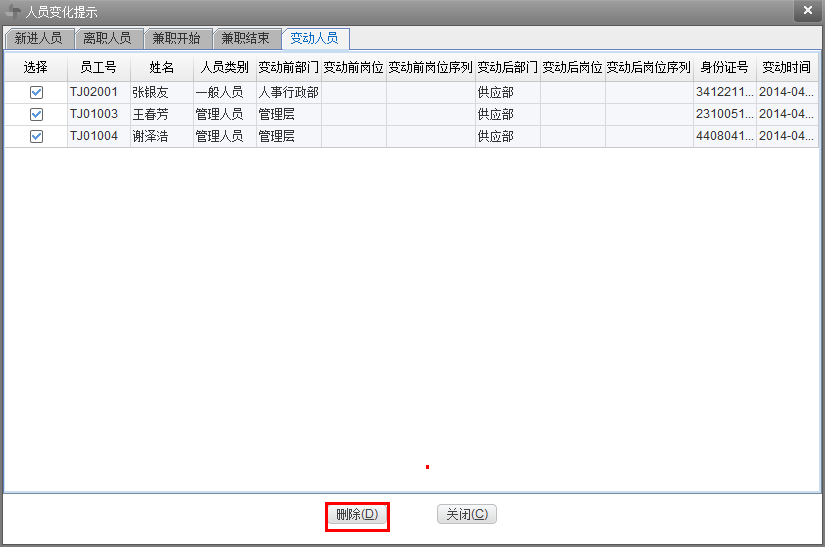 人员变化提示
新进人员 离职人员 兼职开始 兼职结束 变动人员
选择 员工号 姓名 人员类别 变动前部门 变动前岗位 变动前岗位序列 变动后部门 变动后岗位 变动后岗位序列 身份证号 变动时间
TJ02001 张银友 一般人员 人事行政部 供应部 3412211... 2014-04...
TJ01003 王春芳 管理人员 管理层 供应部 2310051... 2014-04...
TJ01004 谢泽浩 管理人员 管理层 供应部 4408041... 2014-04...
删除(D) 关闭(C)